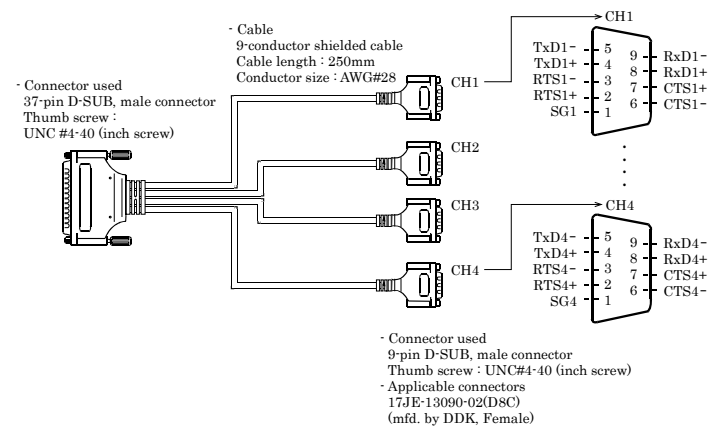 - Cable
9-conductor shielded cable
Cable length : 250mm
Conductor size : AWG#28
- Connector used
37-pin D-SUB, male connector
Thumb screw :
UNC #4-40 (inch screw)
CH1
CH2
CH3
CH4
CH1
TxD1-
TxD1+
RTS1-
RTS1+
SG1
5
4
3
2
1
9
8
7
6
RxD1-
RxD1+
CTS1+
CTS1-
CH4
TxD4-
TxD4+
RTS4-
RTS4+
SG4
5
4
3
2
1
9
8
7
6
RxD4-
RxD4+
CTS4+
CTS4-
- Connector used
9-pin D-SUB, male connector
Thumb screw : UNC#4-40 (inch screw)
- Applicable connectors
17JE-13090-02(D8C)
(mfd. by DDK, Female)